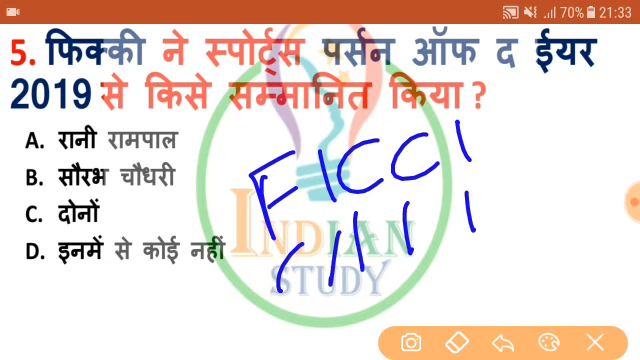 70% 21:33
5. फिक्की ने स्पोर्ट्स पर्सन ऑफ द ईयर
2019 से किसे सम्मानित किया ?
A. रानी रामपाल
B. सौरभ चौधरी
C. दोनों
D. इनमें से कोई नहीं
FICCI
INDIAN
STUDY